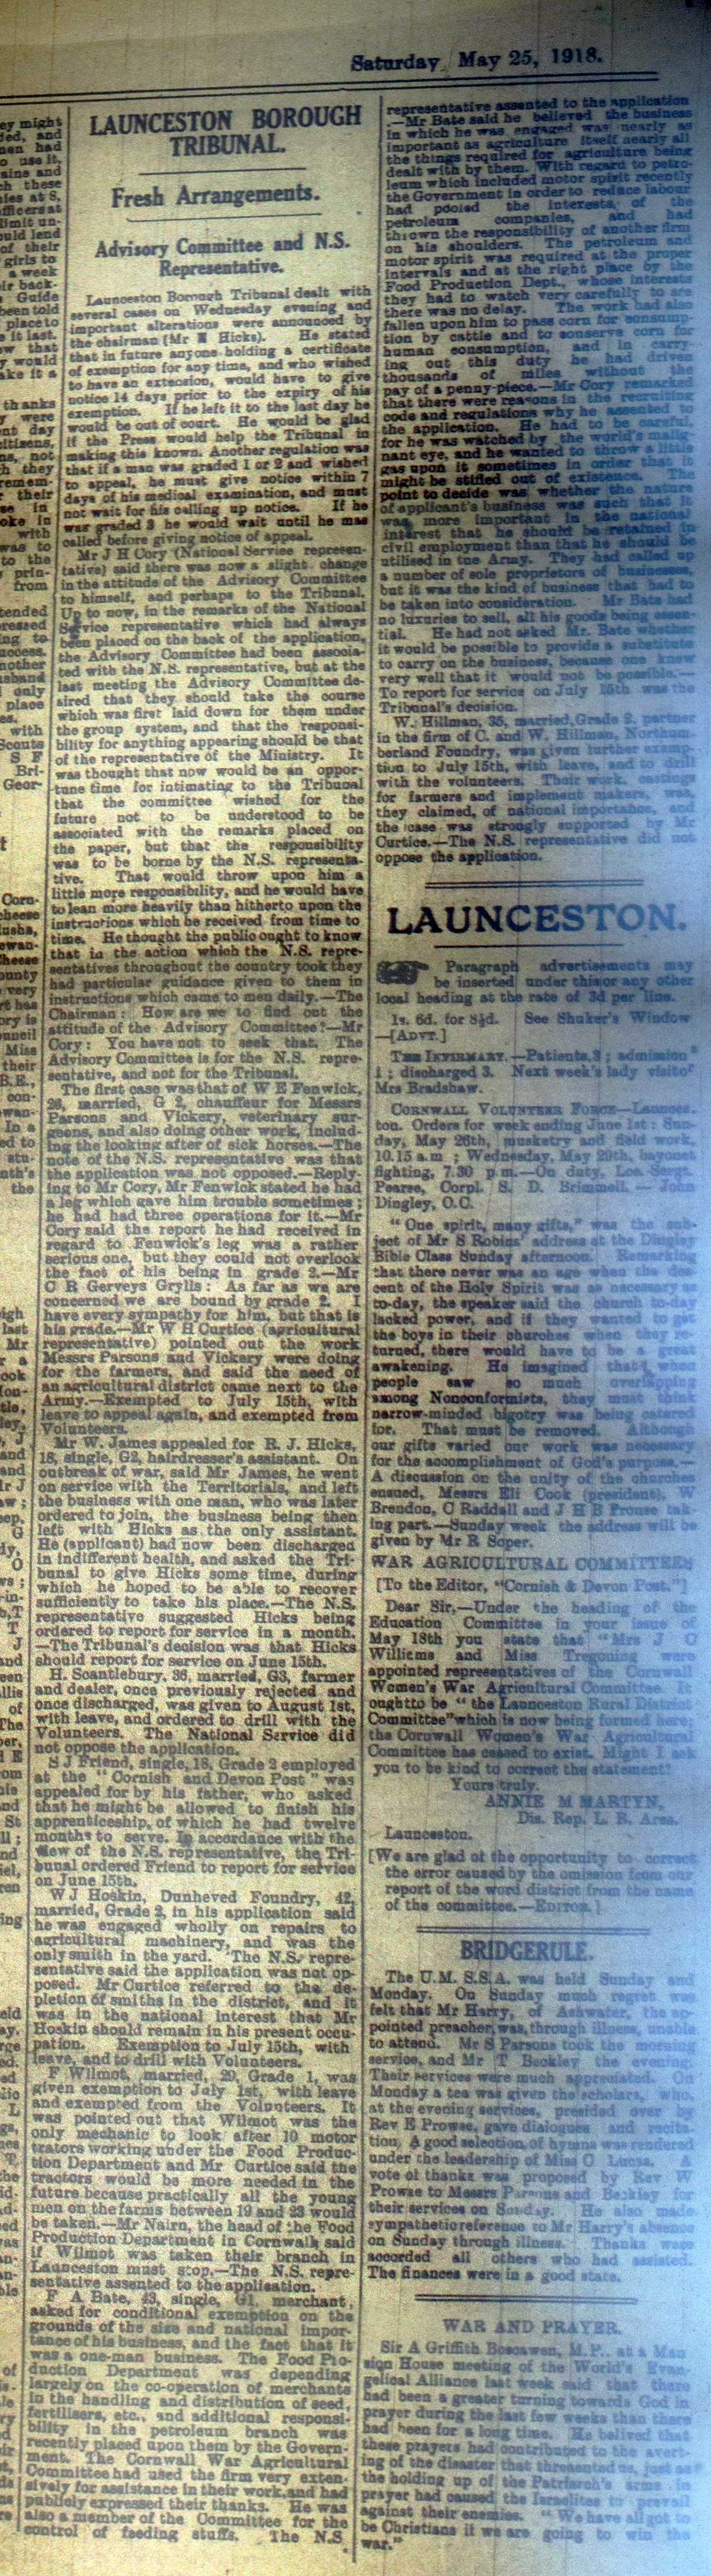 Saturday May 25, 1918.
LAUNCESTON BOROUGH
TRIBUNAL.
Fresh Arrangements.
Advisory Committee and N.S.
Representative.
Launceston Borough Tribunal dealt with
several cases on Wednesday evening and
important alterations were announced by
the chairman (Mr E Hicks). He stated
that in future anyone holding a certificate
of exemption for any time, and who wished
to have an extension, would have to give
notice 14 days prior to the expiry of his
exemption. If he left it to the last day he
would be out of court. He would be glad
if the Press would help the Tribunal in
making this known. Another regulation was
that if a man was graded 1 or 2 and wished
to appeal, he must give notice within 7
days of his medical examination, and must
not wait for his calling up notice. If he
was graded 3 he would wait until he was
called before giving notice of appeal.
Mr J H Cory (National Service represen-
tative) said there was now a slight change
in the attitude of the Advisory Committee
to himself, and perhaps to the Tribunal.
Up to now, in the remarks of the National
Service representative which had always
been placed on the back of the application,
the Advisory Committee had been associa-
ted with the N.S. representative, but at the
last meeting the Advisory Committee de-
sired that they should take the course
which was first laid down for them under
the group system, and that the responsi-
bility for anything appearing should be that
of the representative of the Ministry. It
was thought that now would be an oppor-
tune time for intimating to the Tribunal
that the committee wished for the
future not to be understood to be
associated with the remarks placed on
the paper, but that the responsibility
was to be borne by the N.S. representa-
tive. That would throw upon him a
little more responsibility, and he would have
to lean more heavily than hitherto upon the
instructions which he received from time to
time. He thought the public ought to know
that in the action which the N.S. repre-
sentatives throughout the country took they
had particular guidance given to them in
instructions which came to men daily.—The
Chairman: How are we to find out the
attitude of the Advisory Committee?—Mr
Cory: You have not to seek that. The
Advisory Committee is for the N.S. repre-
sentative, and not for the Tribunal.
The first case was that of W E Fenwick,
26, married, G 2, chauffeur for Messrs
Parsons and Vickery, veterinary sur-
geons, and also doing other work, includ-
ing the looking after of sick horses.—The
note of the N.S. representative was that
the application was not opposed.—Reply-
ing to Mr Cory, Mr Fenwick stated he had
a leg which gave him trouble sometimes;
he had had three operations for it.—Mr
Cory said the report he had received in
regard to Fenwick's leg was a rather
serious one, but they could not overlook
the fact of his being in grade 2.—Mr
C R Gerveys Grylls: As far as we are
concerned we are bound by grade 2. I
have every sympathy for him, but that is
his grade.—Mr W H Curtice (agricultural
representative) pointed out the work
Messrs Parsons and Vickery were doing
for the farmers, and said the need of
an agricultural district came next to the
Army.—Exempted to July 15th, with
leave to appeal again, and exempted from
Volunteers.
Mr W. James appealed for R. J. Hicks,
18, single, G2, hairdresser's assistant. On
outbreak of war, said Mr James, he went
on service with the Territorials, and left
the business with one man, who was later
ordered to join, the business being then
left with Hicks as the only assistant.
He (applicant) had now been discharged
in indifferent health, and asked the Tri-
bunal to give Hicks some time, during
which he hoped to be able to recover
sufficiently to take his place.—The N.S.
representative suggested Hicks being
ordered to report for service in a month.
—The Tribunal's decision was that Hicks
should report for service on June 15th.
H. Scantlebury, 36, married, G3, farmer
and dealer, once previously rejected and
once discharged, was given to August 1st,
with leave, and ordered to drill with the
Volunteers. The National Service did
not oppose the application.
S J Friend, single, 18, Grade 2 employed
at the "Cornish and Devon Post" was
appealed for by his father, who asked
that he might be allowed to finish his
apprenticeship, of which he had twelve
months to serve. In accordance with the
view of the N.S. representative, the Tri-
bunal ordered Friend to report for service
on June 15th.
W J Hoskin, Dunheved Foundry, 42,
married, Grade 2, in his application said
he was engaged wholly on repairs to
agricultural machinery, and was the
only smith in the yard. The N.S. repre-
sentative said the application was not op-
posed. Mr Curtice referred to the de-
pletion of smiths in the district, and it
was in the national interest that Mr
Hoskin should remain in his present occu-
pation. Exemption to July 15th, with
leave, and to drill with Volunteers.
F Wilmot, married, 29, Grade 1, was
given exemption to July 1st, with leave
and exempted from the Volunteers. It
was pointed out that Wilmot was the
only mechanic to look after 10 motor
trators working under the Food Produc-
tion Department and Mr Curtice said the
tractors would be more needed in the
future because practically all the young
men on the farms between 19 and 23 would
be taken.—Mr Nairn, the head of the Food
Production Department in Cornwall, said
if Wilmot was taken their branch in
Launceston must stop.—The N.S. repre-
sentative assented to the application.
F A Bate, 43, single, G1, merchant,
asked for conditional exemption on the
grounds of the size and national impor-
tance of his business, and the fact that it
was a one-man business. The Food Pro-
duction Department was depending
largely on the co-operation of merchants
in the handling and distribution of seed,
fertilisers, etc., and additional responsi-
bility in the petroleum branch was
recently placed upon them by the Govern-
ment. The Cornwall War Agricultural
Committee had used the firm very exten-
sively for assistance in their work, and had
publicly expressed their thanks. He was
also a member of the Committee for the
control of feeding stuffs. The N.S
representative assented to the application
—Mr Bate said he believed the business
in which he was engaged was nearly as
important as agriculture itself nearly all
the things required for agriculture being
dealt with by them. With regard to petro-
leum which included motor spirit recently
the Government in order to reduce labour
had pooled the interests of the
petroleum companies, and had
thrown the responsibility of another firm
on his shoulders. The petroleum and
motor spirit was required at the proper
intervals and at the right place by the
Food Production Dept., whose interests
they had to watch very carefully to see
there was no delay. The work had also
fallen upon him to pass corn for consump-
tion by cattle and to conserve corn for
human consumption, and in carry-
ing out this duty he had driven
thousands of miles without the
pay of a penny-piece.—Mr Cory remarked
that there were reasons in the recruiting
code and regulations why he assented to
the application. He had to be careful,
for he was watched by the world's malig-
nant eye, and he wanted to throw a little
gas upon it sometimes in order that it
might be stifled out of existence. The
point to decide was whether the nature
of applicant's business was such that it
was more important in the national
interest that he should be retained in
civil employment than that he should be
utilised in tne Army. They had called up
a number of sole proprietors of businesses,
but it was the kind of business that had to
be taken into consideration. Mr Bate had
no luxuries to sell, all his goods being essen-
tial. He had not asked Mr. Bate whether
it would be possible to provide a substitute
to carry on the business, because one knew
very well that it would not be possible.—
To report for service on July 15th was the
Tribunal's decision.
W. Hillman, 35, married, Grade 2, partner
in the firm of C. and W. Hillman, Northum-
berland Foundry, was given further exemp-
tion to July 15th, with leave, and to drill
with the volunteers. Their work, castings
for farmers and implement makers, was,
they claimed, of national importance, and
the case was strongly supported by Mr
Curtice.—The N.S. representative did not
oppose the application.
LAUNCESTON.
Paragraph advertisements may
be inserted under this or any other
local heading at the rate of 3d per line.
1s. 6d. for 8½d. See Shuker's Window
—[ADVT.]
THE INFIRMARY.—Patients, 8; admission
1; discharged 3. Next week's lady visitor
Mrs Bradshaw.
CORNWALL VOLUNTEER FORCE—Launces-
ton. Orders for week ending June 1st: Sun-
day, May 26th, musketry and field work,
10.15 a.m; Wednesday, May 29th, bayonet
fighting, 7.30 p.m.—On duty, Lce-Sergt.
Pearse, Corpl. S. D. Brimmell.—John
Dingley, O.C.
"One spirit, many gifts," was the sub-
ject of Mr S Robins' address at the Dingley
Bible Class Sunday afternoon. Remarking
that there never was an age when the des-
cent of the Holy Spirit was as necessary as
to-day, the speaker said the church to-day
lacked power, and if they wanted to get
the boys in their churches when they re-
turned, there would have to be a great
awakening. He imagined that when
people saw so much overlapping
among Nonconformists, they must think
narrow-minded bigotry was being catered
for. That must be removed. Although
our gifts varied our work was necessary
for the accomplishment of God's purpose.—
A discussion on the unity of the churches
ensued, Messrs Eli Cook (president), W
Brendon, C Raddall and J H B Prouse tak-
ing part.—Sunday week the address will be
given by Mr R Soper.
WAR AGRICULTURAL COMMITTEES
[To the Editor, "Cornish & Devon Post."]
Dear Sir,—Under the heading of the
Education Committee in your issue of
May 18th you state that "Mrs J O
Williems and Miss Tregoning were
appointed representatives of the Cornwall
Women's War Agricultural Committee. It
oughtto be "the Launceston Rural District
Committee" which is now being formed here;
the Cornwall Women's War Agricultural
Committee has ceased to exist. Might I ask
you to be kind to correct the statement?
Yours truly.
ANNIE M MARTYN,
Dis. Rep. L. R. Area.
Launceston.
[We are glad of the opportunity to correct
the error caused by the omission from our
report of the word district from the name
of the committee.—EDITOR.]
BRIDGERULE.
The U.M. S.S.A. was held Sunday and
Monday. On Sunday much regret was
felt that Mr Harry, of Ashwater, the ap-
pointed preacher, was, through illness, unable
to attend. Mr S Parsons took the morning
service, and Mr T Beckley the evening.
Their services were much appreciated. On
Monday a tea was given the scholars, who,
at the evening services, presided over by
Rev E Prowse, gave dialogues and recita-
tion. A good selection of hymns was rendered
under the leadership of Miss O Lucas. A
vote of thanks was proposed by Rev W
Prowse to Messrs Parsons and Beckley for
their services on Sunday. He also made
sympathetic reference to Mr Harry's absence
on Sunday through illness. Thanks were
accorded all others who had assisted.
The finances were in a good state.
WAR AND PRAYER.
Sir A Griffith Boscawen, M.P., at a Man
sion House meeting of the World's Evan-
gelical Alliance last week said that there
had been a greater turning towards God in
prayer during the last few weeks than there
had been for a long time. He belived that
these prayers had contributed to the avert-
ing of the disaster that threatened us, just as
the holding up of the Patriarch's arms in
prayer had caused the Israelites to prevail
against their enemies. "We have all got to
be Christians if we are going to win the
war."